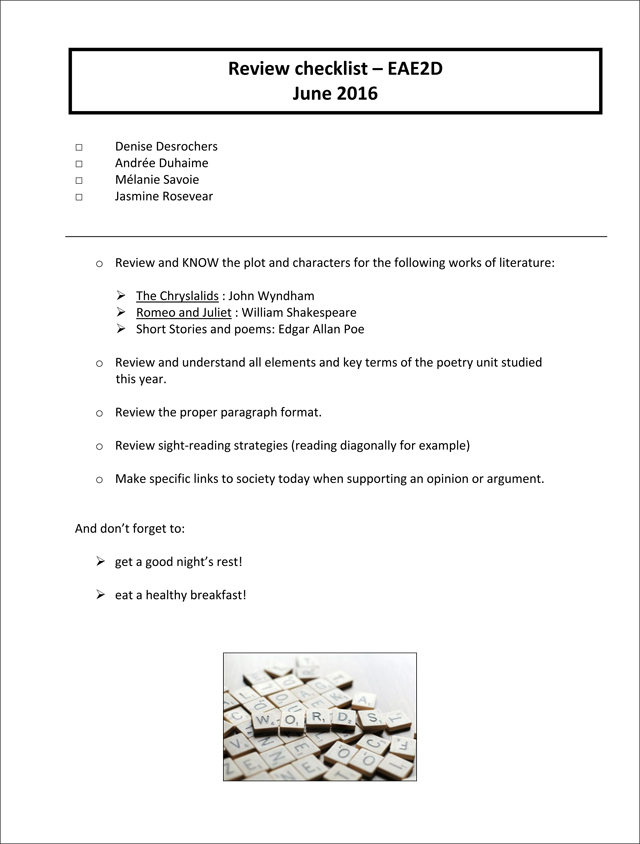 Review checklist – EAE2D
June 2016
□ Denise Desrochers
□ Andrée Duhaime
□ Mélanie Savoie
□ Jasmine Rosevear
o Review and KNOW the plot and characters for the following works of literature:
➢ The Chrysalids : John Wyndham
➢ Romeo and Juliet : William Shakespeare
➢ Short Stories and poems: Edgar Allan Poe
o Review and understand all elements and key terms of the poetry unit studied
this year.
o Review the proper paragraph format.
o Review sight-reading strategies (reading diagonally for example)
o Make specific links to society today when supporting an opinion or argument.
And don’t forget to:
➢ get a good night’s rest!
➢ eat a healthy breakfast!
WORDS